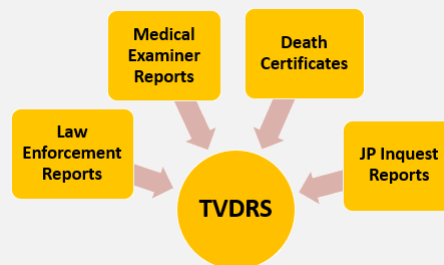 Medical
Examiner
Reports
Death
Certificates
Law
Enforcement
Reports
JP Inquest
Reports
TVDRS